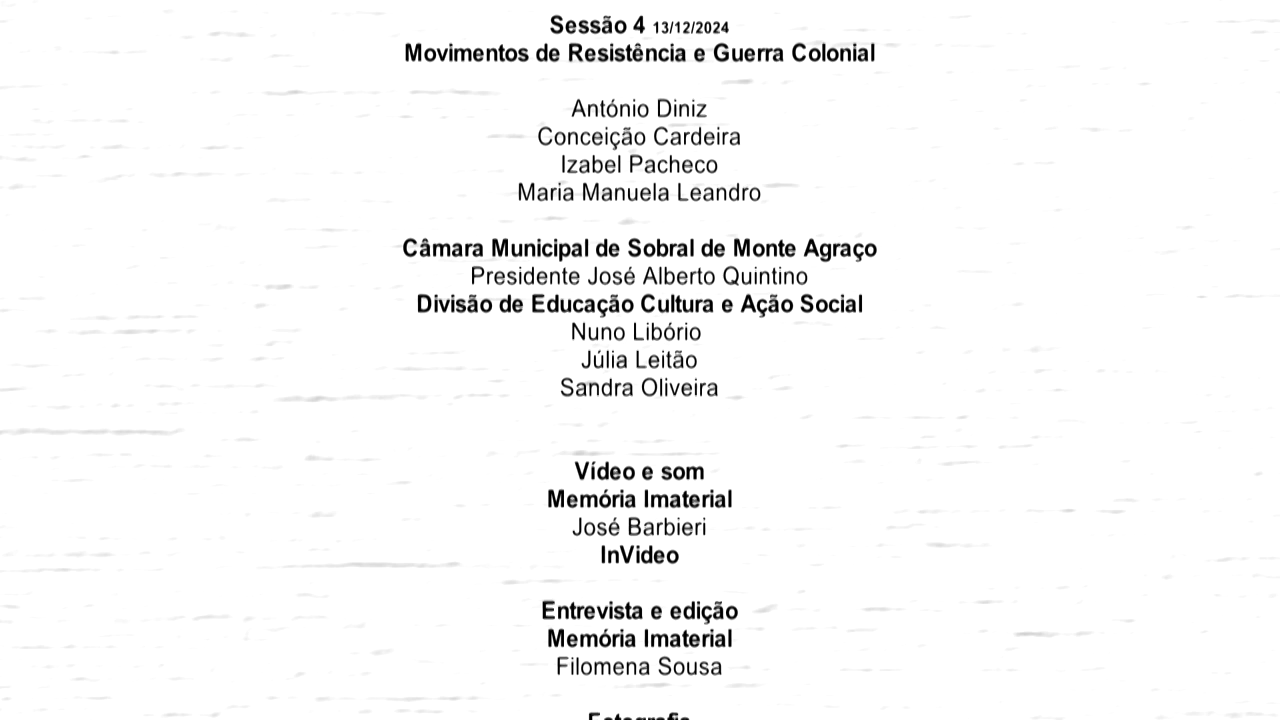 Sessão 4 13/12/2024
Movimentos de Resistência e Guerra Colonial
António Diniz
Conceição Cardeira
Izabel Pacheco
Maria Manuela Leandro
Câmara Municipal de Sobral de Monte Agraço
Presidente José Alberto Quintino
Divisão de Educação Cultura e Ação Social
Nuno Libório
Júlia Leitão
Sandra Oliveira
Vídeo e som
Memória Imaterial
José Barbieri
InVideo
Entrevista e edição
Memória Imaterial
Filomena Sousa